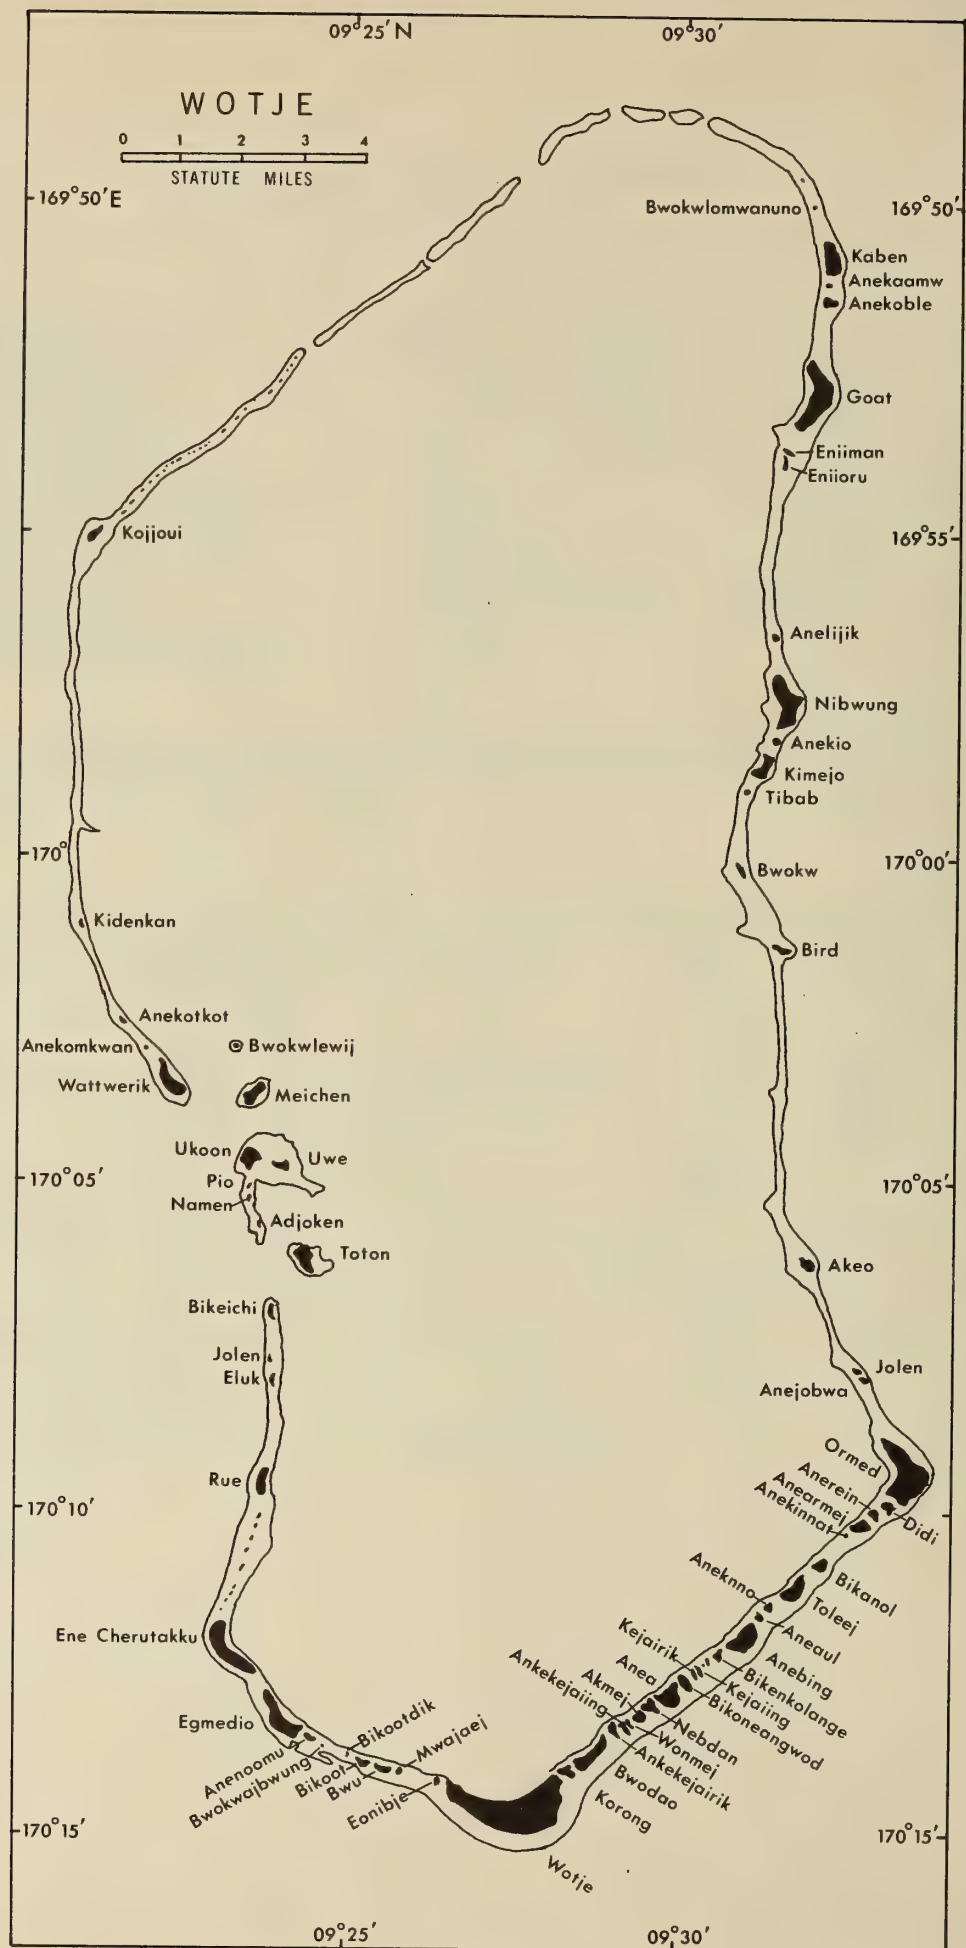 09°25'N
09°30'
WOTJE
0 1 2 3 4
STATUTE MILES
169°50'E
169°50'
Bwokwlomwanuno
Kaben
Anekaamw
Anekoble
Goat
Eniiman
Eniioru
Kojjoui
169°55'
Anelijik
Nibwung
Anekio
Kimejo
Tibab
170°
170°00'
Bwokw
Kidenkan
Bird
Anekotkot
Anekomkwan
Bwokwlewij
Wattwerik
Meichen
Ukoon
Uwe
170°05'
Pio
170°05'
Namen
Adjoken
Toton
Akeo
Bikeichi
Jolen
Eluk
Jolen
Anejobwa
Ormed
Rue
Anerein
Anearmej
Anekinnat
Didi
170°10'
Bikanol
Aneknno
Toleej
Aneaul
Ene Cherutakku
Anebing
Kejairik
Bikenkolange
Ankekejaiing
Anea
Kejaiing
Akmej
Bikoneangwod
Nebdan
Egmedio
Wonmej
Anenoomu
Bikootdik
Ankekejairik
Bwokwajbwung
Bikoot
Mwajaej
Bwodao
Bwu
Eonibje
Korong
170°15'
170°15'
Wotje
09°25'
09°30'